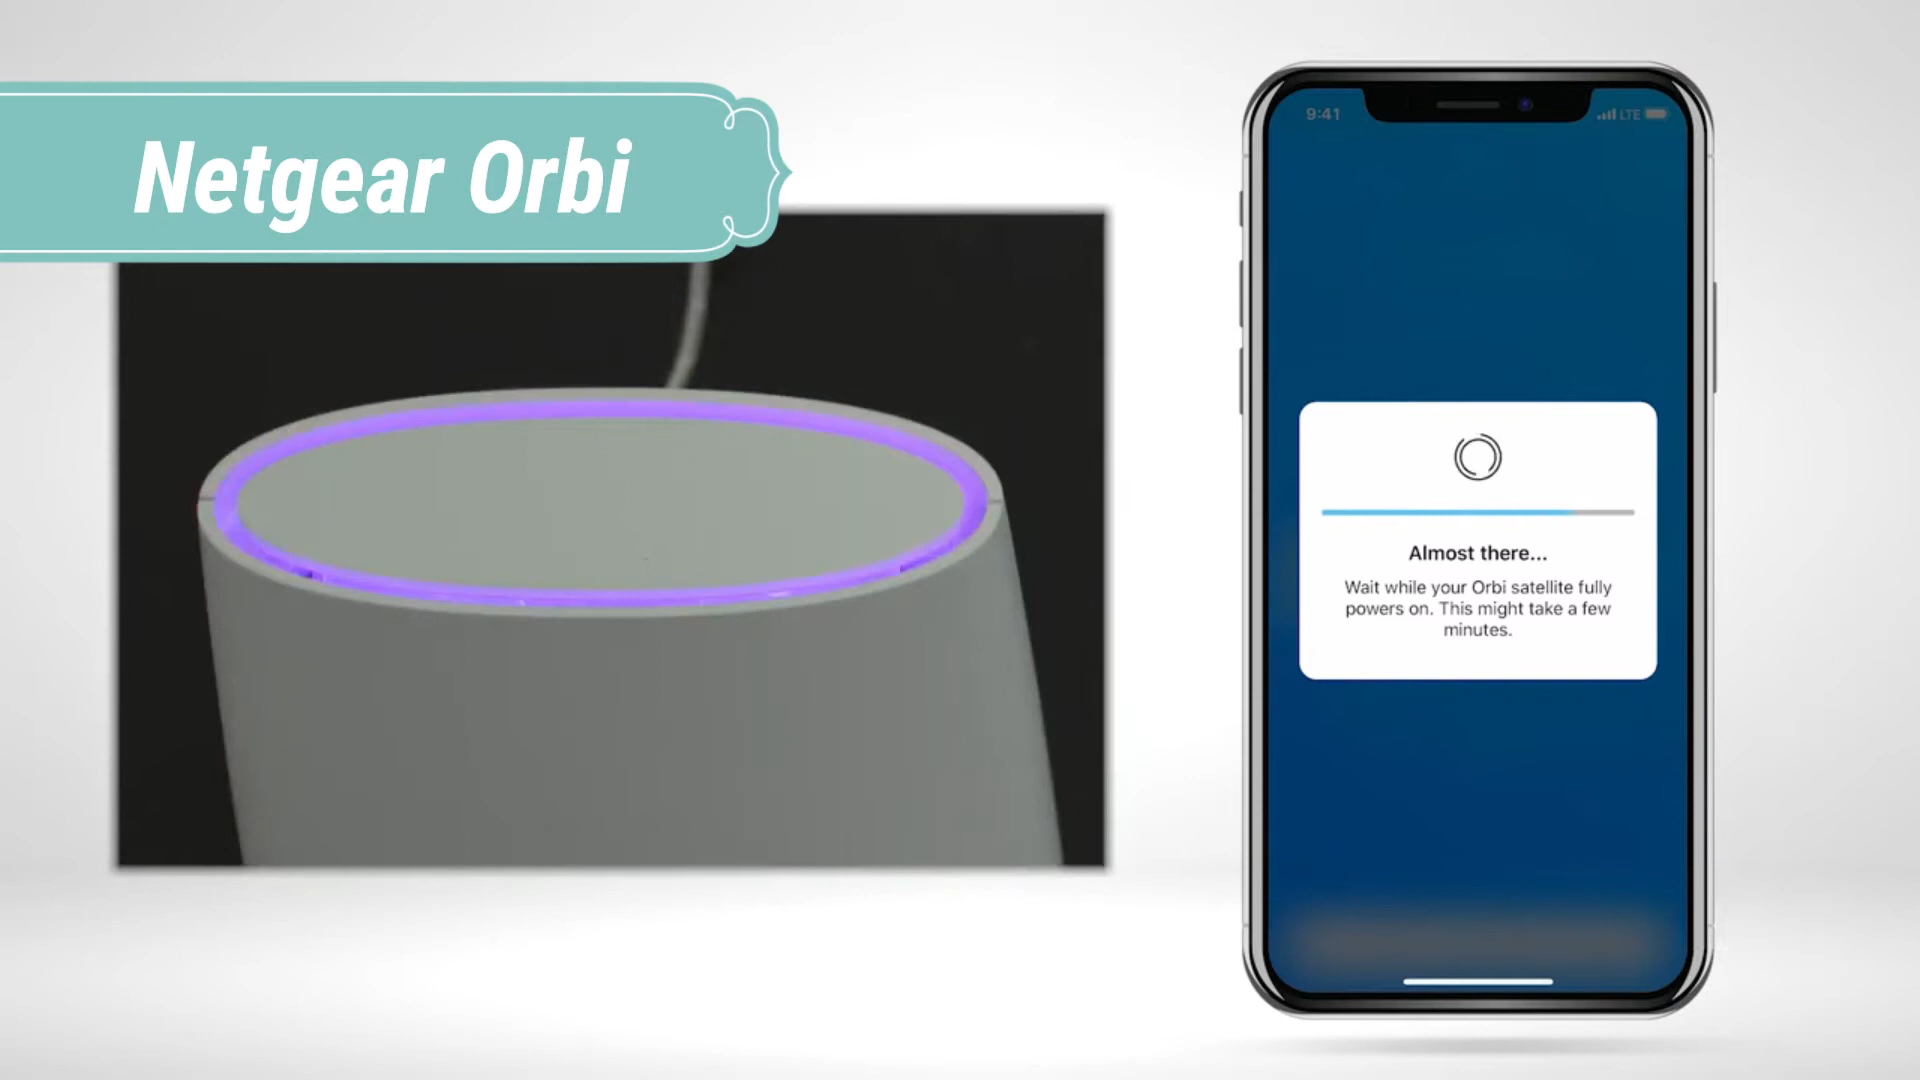 Netgear Orbi
9:41
LTE
Almost there...
Wait while your Orbi satellite fully
powers on. This might take a few
minutes.